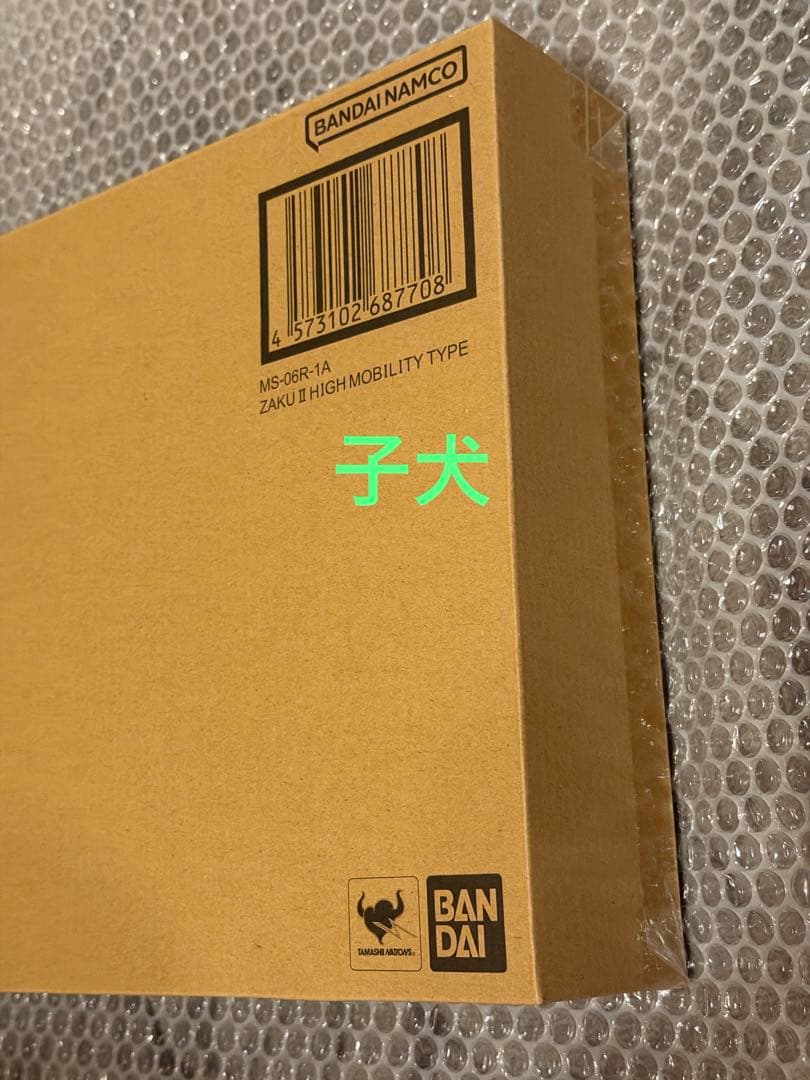 BANDAI NAMCO
4 573102 687708
MS-06R-1A
ZAKU II HIGH MOBILITY TYPE
子犬
TAMASHII NATIONS
BAN
DAI